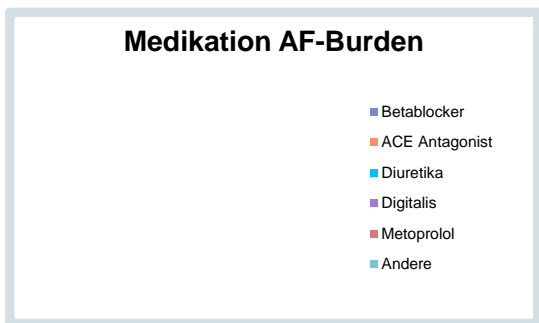 Medikation AF-Burden
Betablocker
ACE Antagonist
Diuretika
Digitalis
Metoprolol
Andere